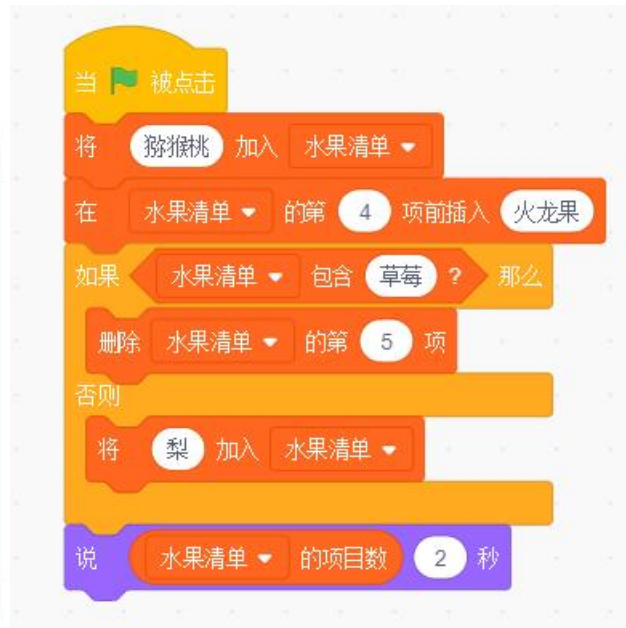 当 被点击
将 猕猴桃 加入 水果清单
在 水果清单 的第 4 项前插入 火龙果
如果 水果清单 包含 草莓 ? 那么
删除 水果清单 的第 5 项
否则
将 梨 加入 水果清单
说 水果清单 的项目数 2 秒